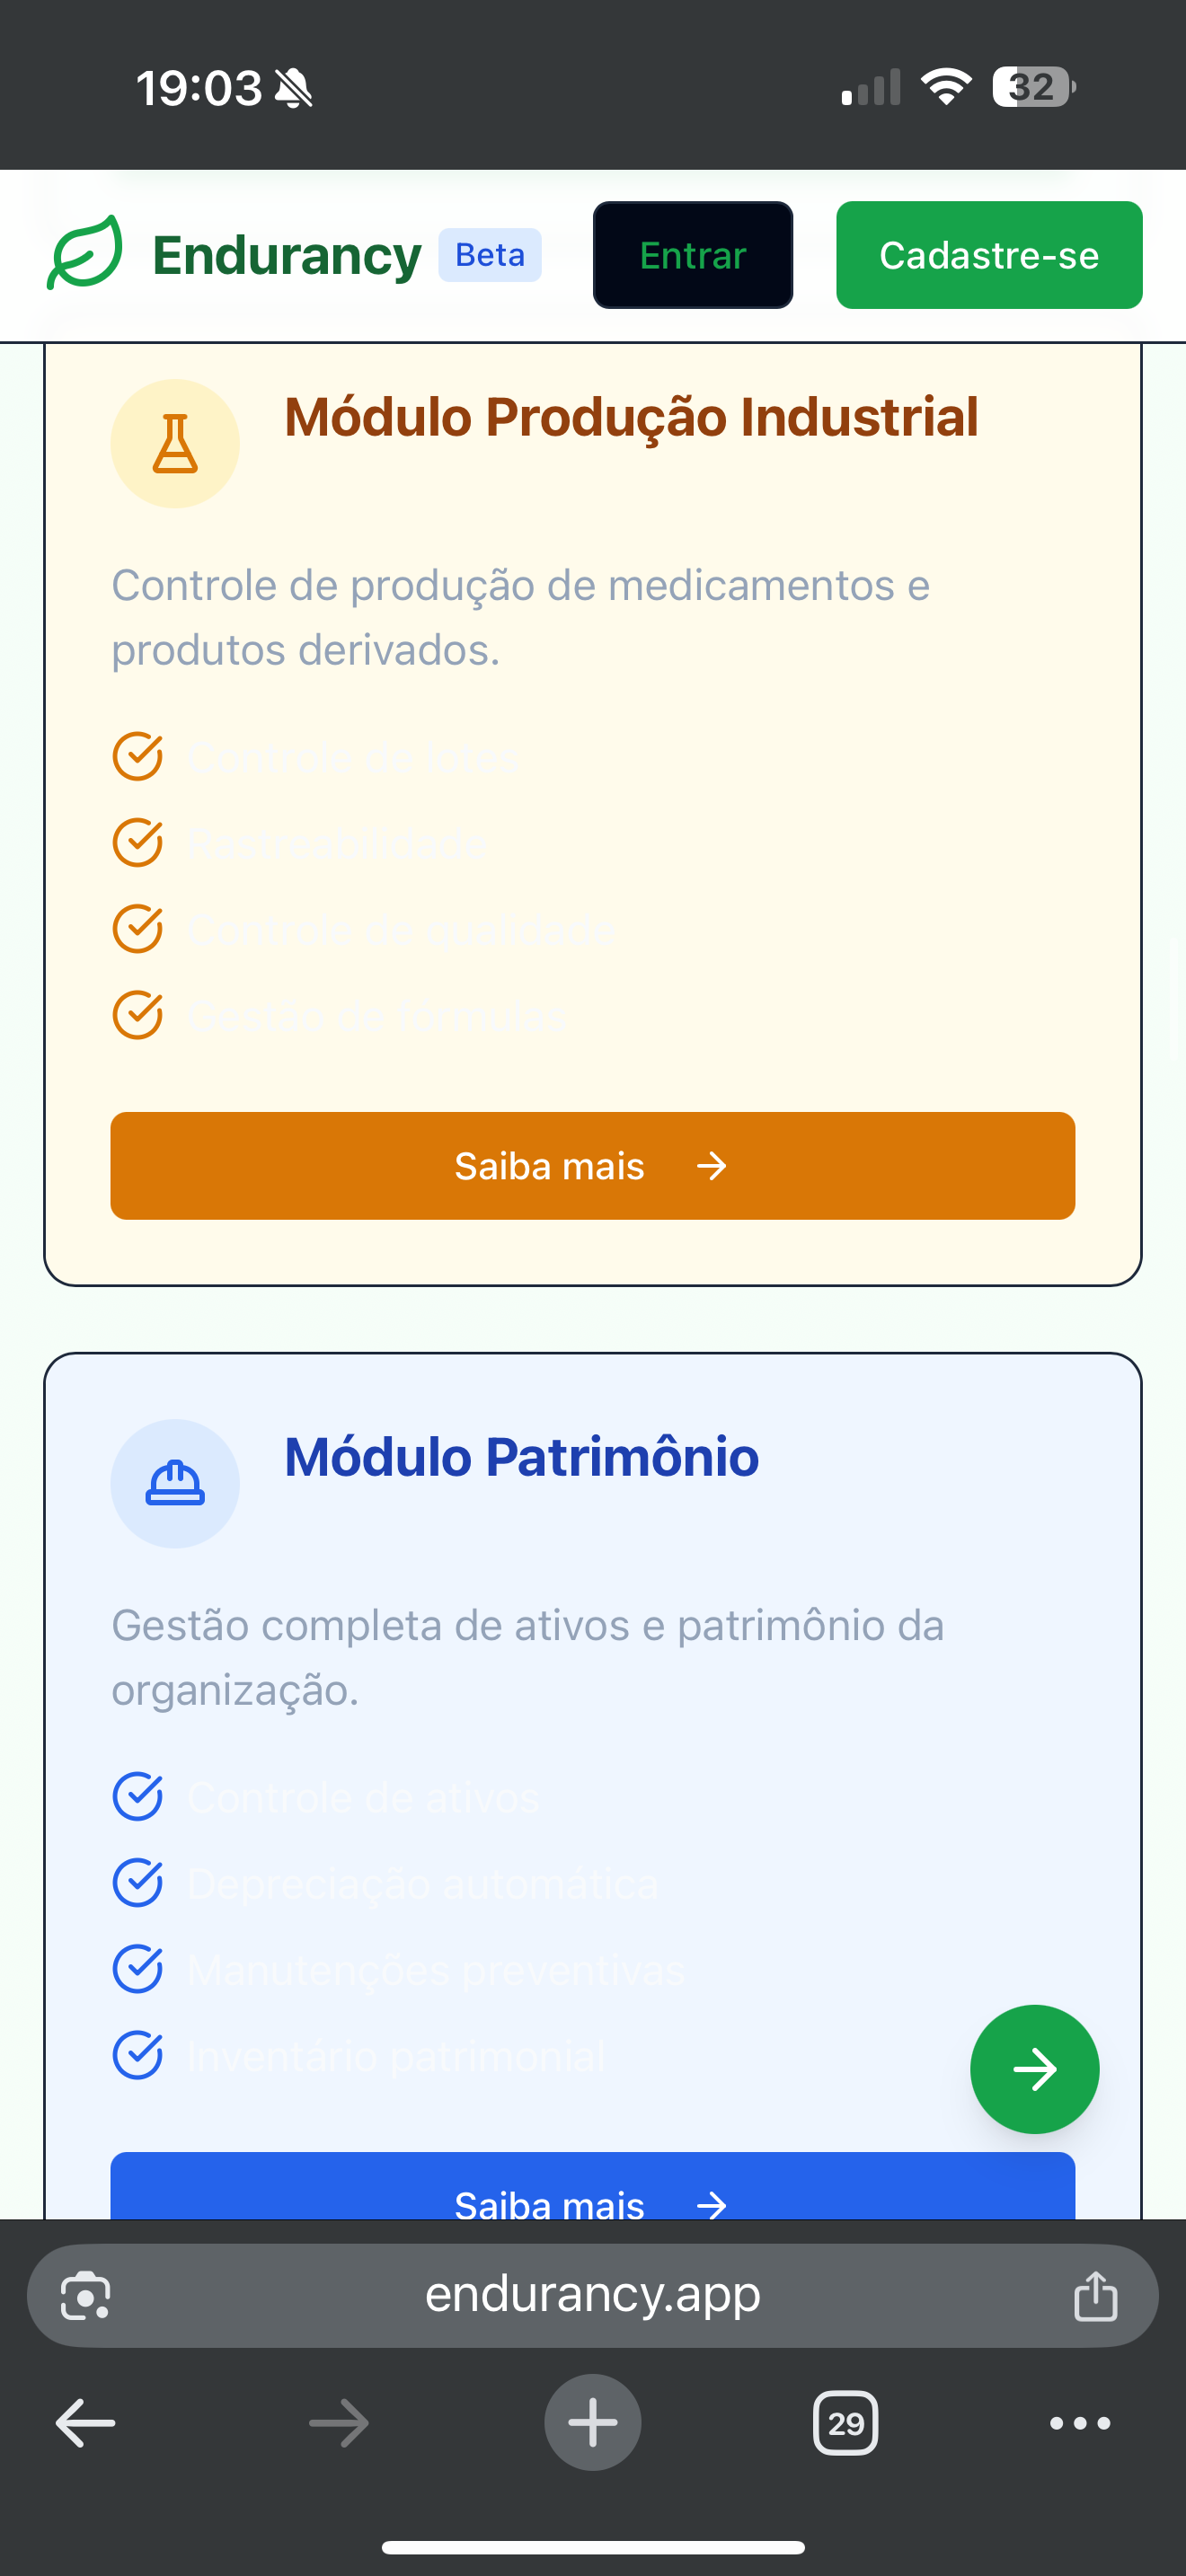 19:03
32
Endurancy Beta Entrar Cadastre-se
Módulo Produção Industrial
Controle de produção de medicamentos e
produtos derivados.
Controle de lotes
Rastreabilidade
Controle de qualidade
Gestão de fórmulas
Saiba mais
Módulo Patrimônio
Gestão completa de ativos e patrimônio da
organização.
Controle de ativos
Depreciação automática
Manutenções preventivas
Inventário patrimonial
Saiba mais
endurancy.app
29